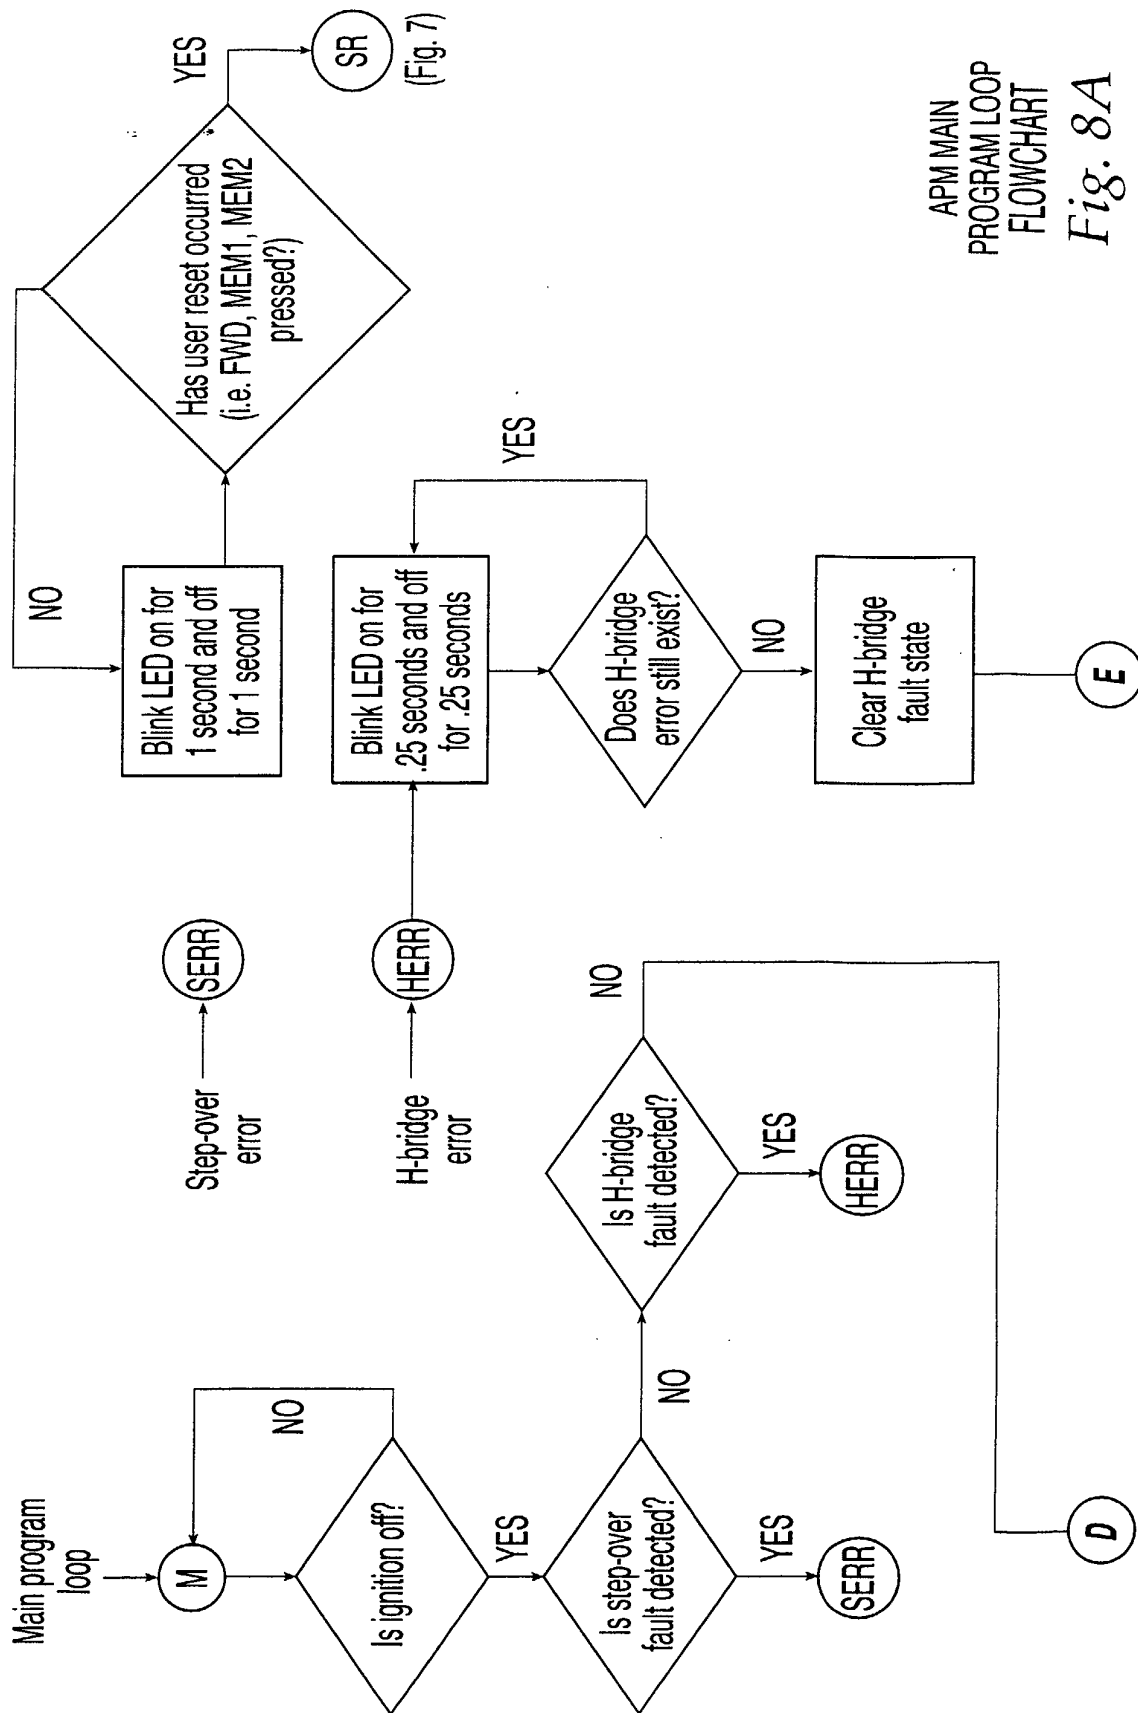 Main program
loop
M
Is ignition off?
NO
YES
Is step-over
fault detected?
YES
SERR
NO
Is H-bridge
fault detected?
YES
HERR
NO
D
Step-over
error
SERR
H-bridge
error
HERR
Blink LED on for
1 second and off
for 1 second
NO
Has user reset occurred
(i.e. FWD, MEM1, MEM2
pressed?)
YES
SR
(Fig. 7)
Blink LED on for
.25 seconds and off
for .25 seconds
Does H-bridge
error still exist?
YES
NO
Clear H-bridge
fault state
E
APM MAIN
PROGRAM LOOP
FLOWCHART
Fig. 8A